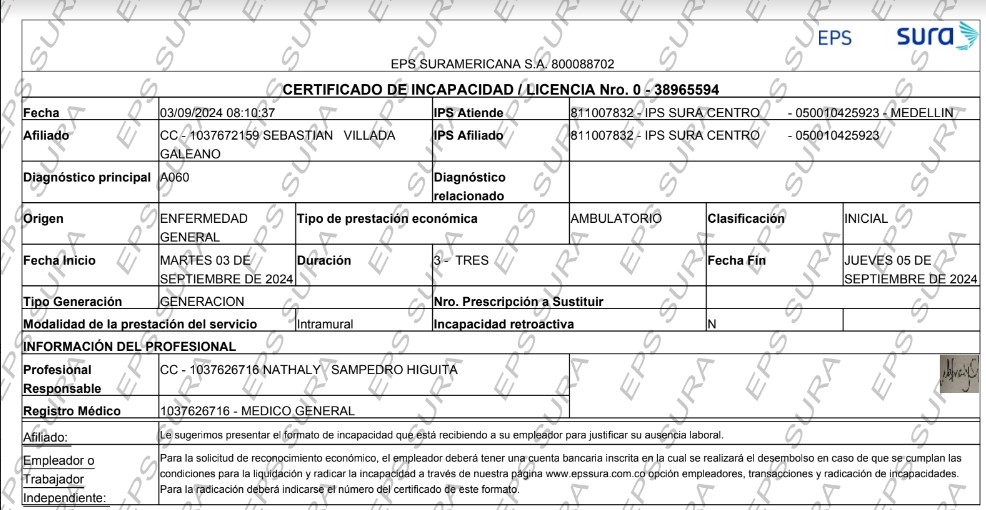 EPS sura
EPS SURAMERICANA S.A. 800088702
CERTIFICADO DE INCAPACIDAD / LICENCIA Nro. 0 - 38965594
Fecha 03/09/2024 08:10:37 IPS Atiende 811007832 - IPS SURA CENTRO - 050010425923 - MEDELLIN
Afiliado CC - 1037672159 SEBASTIAN VILLADA IPS Afiliado 811007832 - IPS SURA CENTRO - 050010425923
GALEANO
Diagnóstico principal A060 Diagnóstico
relacionado
Origen ENFERMEDAD Tipo de prestación económica AMBULATORIO Clasificación INICIAL
GENERAL
Fecha Inicio MARTES 03 DE Duración 3 - TRES Fecha Fin JUEVES 05 DE
SEPTIEMBRE DE 2024 SEPTIEMBRE DE 2024
Tipo Generación GENERACION Nro. Prescripción a Sustituir
Modalidad de la prestación del servicio Intramural Incapacidad retroactiva N
INFORMACIÓN DEL PROFESIONAL
Profesional CC - 1037626716 NATHALY SAMPEDRO HIGUITA
Responsable
Registro Médico 1037626716 - MEDICO GENERAL
Afiliado: Le sugerimos presentar el formato de incapacidad que está recibiendo a su empleador para justificar su ausencia laboral.
Empleador o Para la solicitud de reconocimiento económico, el empleador deberá tener una cuenta bancaria inscrita en la cual se realizará el desembolso en caso de que se cumplan las
Trabajador condiciones para la liquidación y radicar la incapacidad a través de nuestra página www.epssura.com.co opción empleadores, transacciones y radicación de incapacidades.
Independiente: Para la radicación deberá indicarse el número del certificado de este formato.